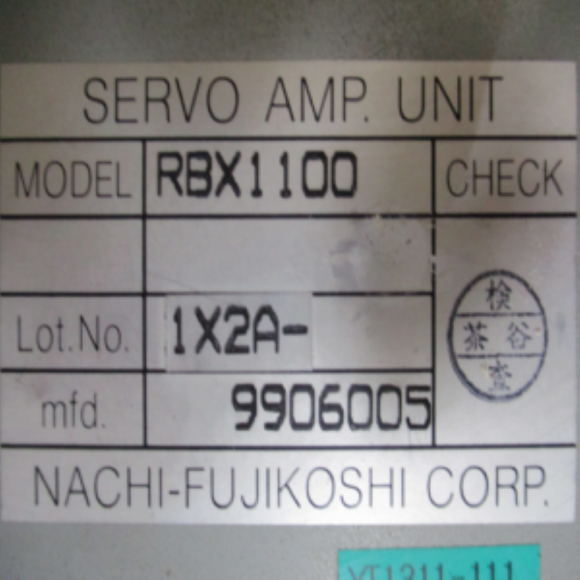 SERVO AMP. UNIT
MODEL RBX1100 CHECK
Lot.No. 1X2A-
検
茶谷
査
mfd. 9906005
NACHI-FUJIKOSHI CORP.